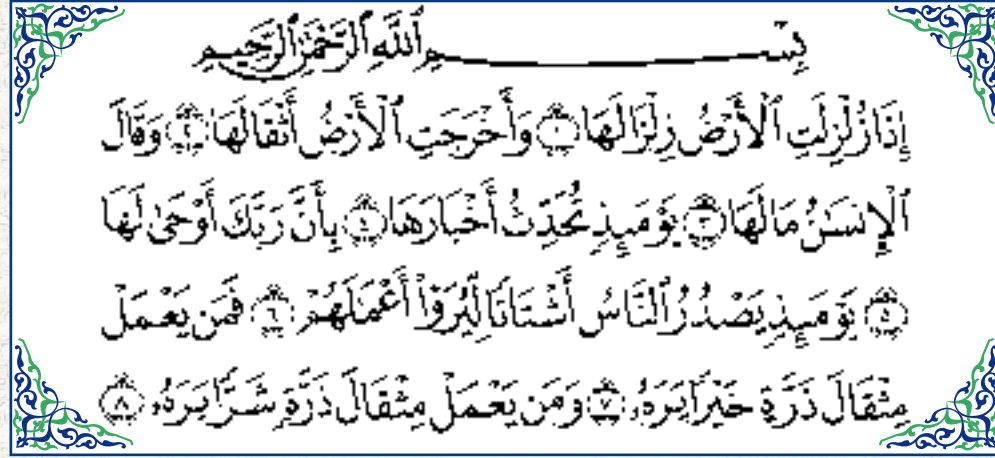 بِسْمِ ٱللَّهِ ٱلرَّحْمَٰنِ ٱلرَّحِيمِ
إِذَا زُلْزِلَتِ ٱلْأَرْضُ زِلْزَالَهَا ١ وَأَخْرَجَتِ ٱلْأَرْضُ أَثْقَالَهَا ٢ وَقَالَ
ٱلْإِنسَٰنُ مَا لَهَا ٣ يَوْمَئِذٍ تُحَدِّثُ أَخْبَارَهَا ٤ بِأَنَّ رَبَّكَ أَوْحَىٰ لَهَا
٥ يَوْمَئِذٍ يَصْدُرُ ٱلنَّاسُ أَشْتَاتًا لِّيُرَوْا۟ أَعْمَٰلَهُمْ ٦ فَمَن يَعْمَلْ
مِثْقَالَ ذَرَّةٍ خَيْرًا يَرَهُۥ ٧ وَمَن يَعْمَلْ مِثْقَالَ ذَرَّةٍ شَرًّا يَرَهُۥ ٨